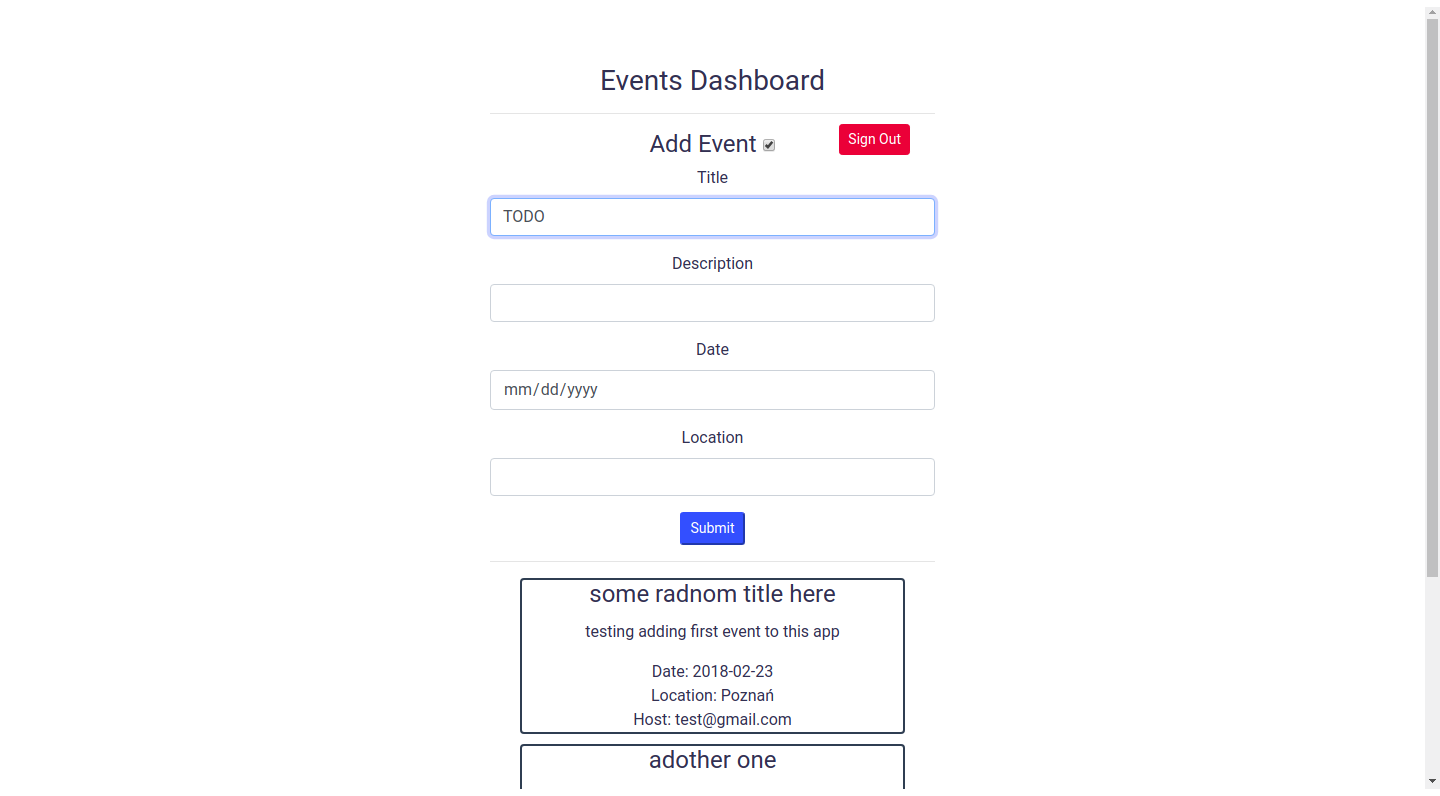 Events Dashboard
Add Event
Sign Out
Title
TODO
Description
Date
mm/dd/yyyy
Location
Submit
some radnom title here
testing adding first event to this app
Date: 2018-02-23
Location: Poznań
Host: test@gmail.com
adother one